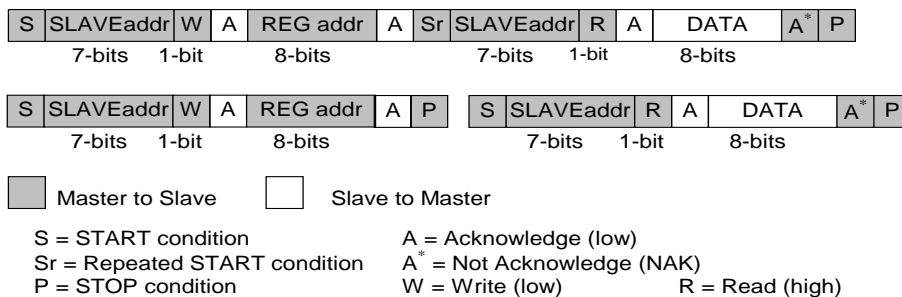 S SLAVEaddr W A REG addr A Sr SLAVEaddr R A DATA A* P
7-bits 1-bit 8-bits 7-bits 1-bit 8-bits
S SLAVEaddr W A REG addr A P S SLAVEaddr R A DATA A* P
7-bits 1-bit 8-bits 7-bits 1-bit 8-bits
Master to Slave Slave to Master
S = START condition A = Acknowledge (low)
Sr = Repeated START condition A* = Not Acknowledge (NAK)
P = STOP condition W = Write (low) R = Read (high)